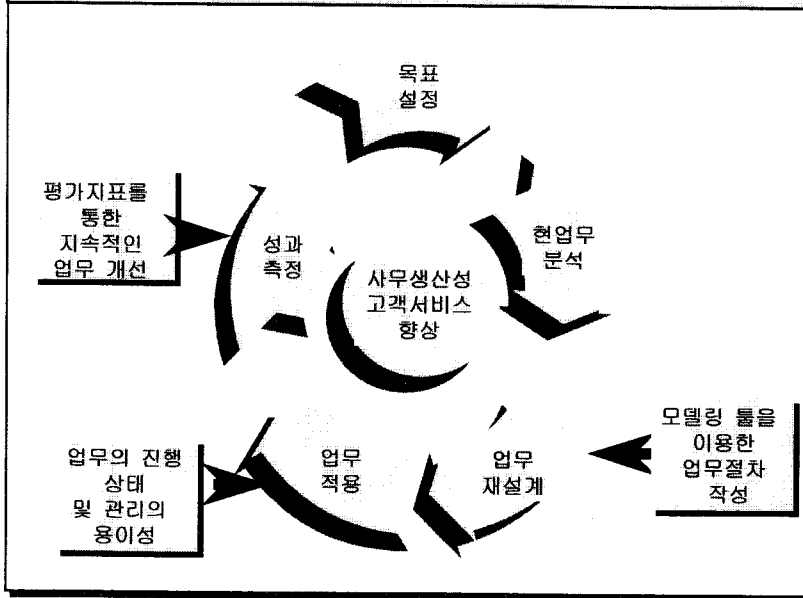 목표
설정
현업무
분석
사무생산성
고객서비스
향상
성과
측정
평가지표를
통한
지속적인
업무 개선
업무
적용
업무
재설계
업무의 진행
상태
및 관리의
용이성
모델링 툴을
이용한
업무절차
작성